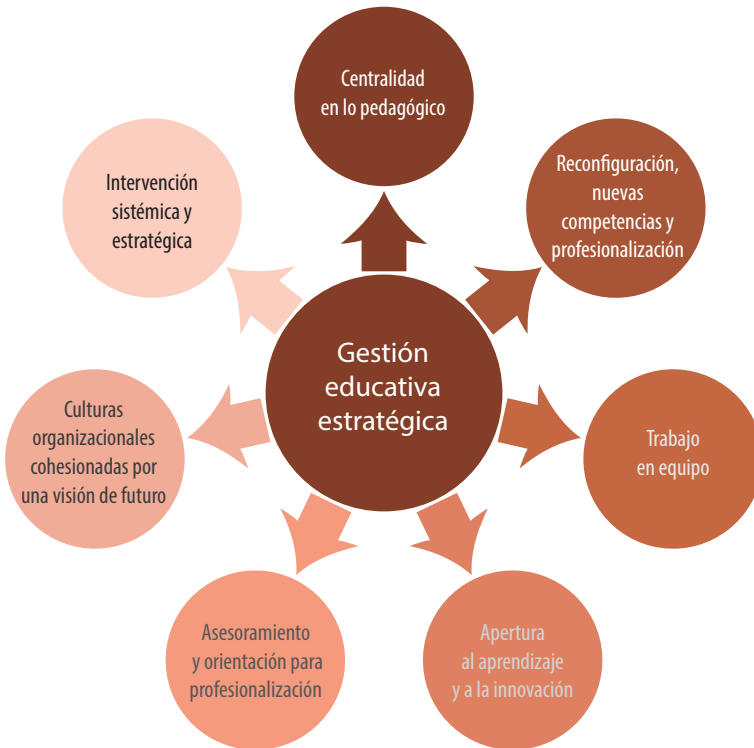 Centralidad
en lo pedagógico
Reconfiguración,
nuevas
competencias y
profesionalización
Trabajo
en equipo
Apertura
al aprendizaje
y a la innovación
Asesoramiento
y orientación para
profesionalización
Culturas
organizacionales
cohesionadas por
una visión de futuro
Intervención
sistémica y
estratégica
Gestión
educativa
estratégica